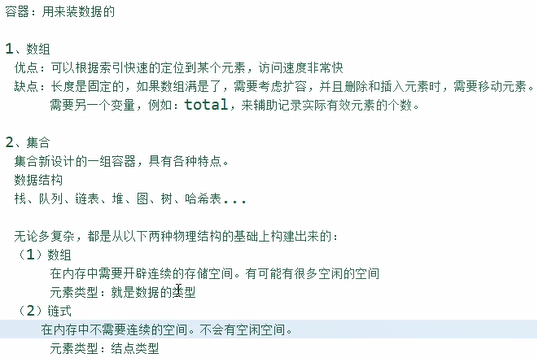 容器：用来装数据的
1、数组
优点：可以根据索引快速的定位到某个元素，访问速度非常快
缺点：长度是固定的，如果数组满是了，需要考虑扩容，并且删除和插入元素时，需要移动元素。
需要另一个变量，例如：total，来辅助记录实际有效元素的个数。
2、集合
集合新设计的一组容器，具有各种特点。
数据结构
栈、队列、链表、堆、图、树、哈希表...
无论多复杂，都是从以下两种物理结构的基础上构建出来的：
（1）数组
在内存中需要开辟连续的存储空间。有可能有很多空闲的空间
元素类型：就是数据的类型
（2）链式
在内存中不需要连续的空间。不会有空闲空间。
元素类型：结点类型